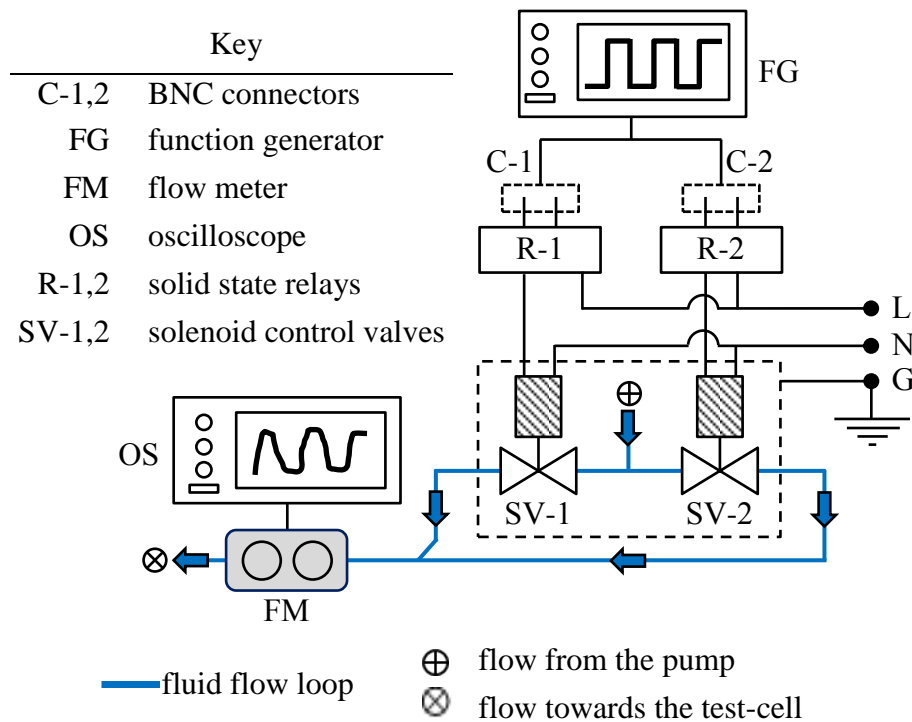 Key
C-1,2 BNC connectors
FG function generator
FM flow meter
OS oscilloscope
R-1,2 solid state relays
SV-1,2 solenoid control valves
FG
C-1
C-2
R-1
R-2
L
N
G
OS
SV-1
SV-2
FM
fluid flow loop
flow from the pump
flow towards the test-cell